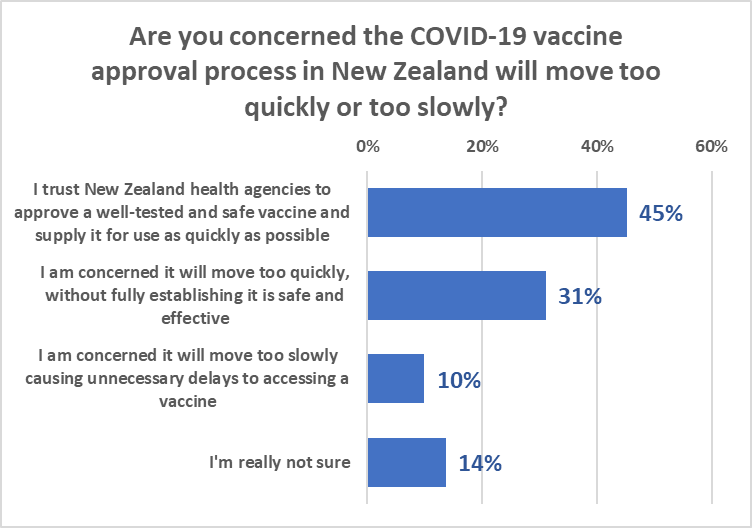 Are you concerned the COVID-19 vaccine
approval process in New Zealand will move too
quickly or too slowly?
0% 20% 40% 60%
I trust New Zealand health agencies to
approve a well-tested and safe vaccine and
supply it for use as quickly as possible
45%
I am concerned it will move too quickly,
without fully establishing it is safe and
effective
31%
I am concerned it will move too slowly
causing unnecessary delays to accessing a
vaccine
10%
I'm really not sure
14%